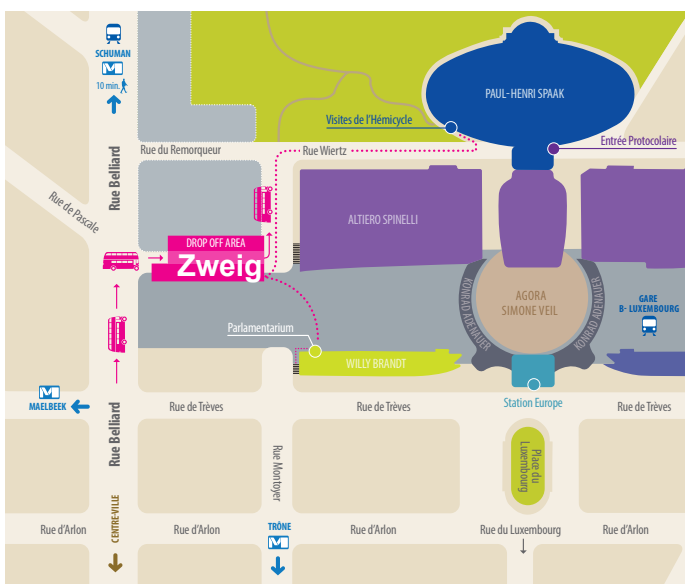 SCHUMAN
M
10 min.
PAUL-HENRI SPAAK
Visites de l'Hémicycle
Entrée Protocolaire
Rue du Remorqueur
Rue Wiertz
Rue Belliard
Rue de Pascale
ALTIERO SPINELLI
DROP OFF AREA
Zweig
KONRAD ADENAUER
AGORA
SIMONE VEIL
KONRAD ADENAUER
GARE
B- LUXEMBOURG
Parlamentarium
WILLY BRANDT
M
MAELBEEK
Station Europe
Rue de Trèves
Rue de Trèves
Rue de Trèves
Rue Belliard
Rue Montoyer
Place du
Luxembourg
CENTRE-VILLE
Rue d'Arlon
Rue d'Arlon
TRÔNE
M
Rue d'Arlon
Rue du Luxembourg
Rue d'Arlon